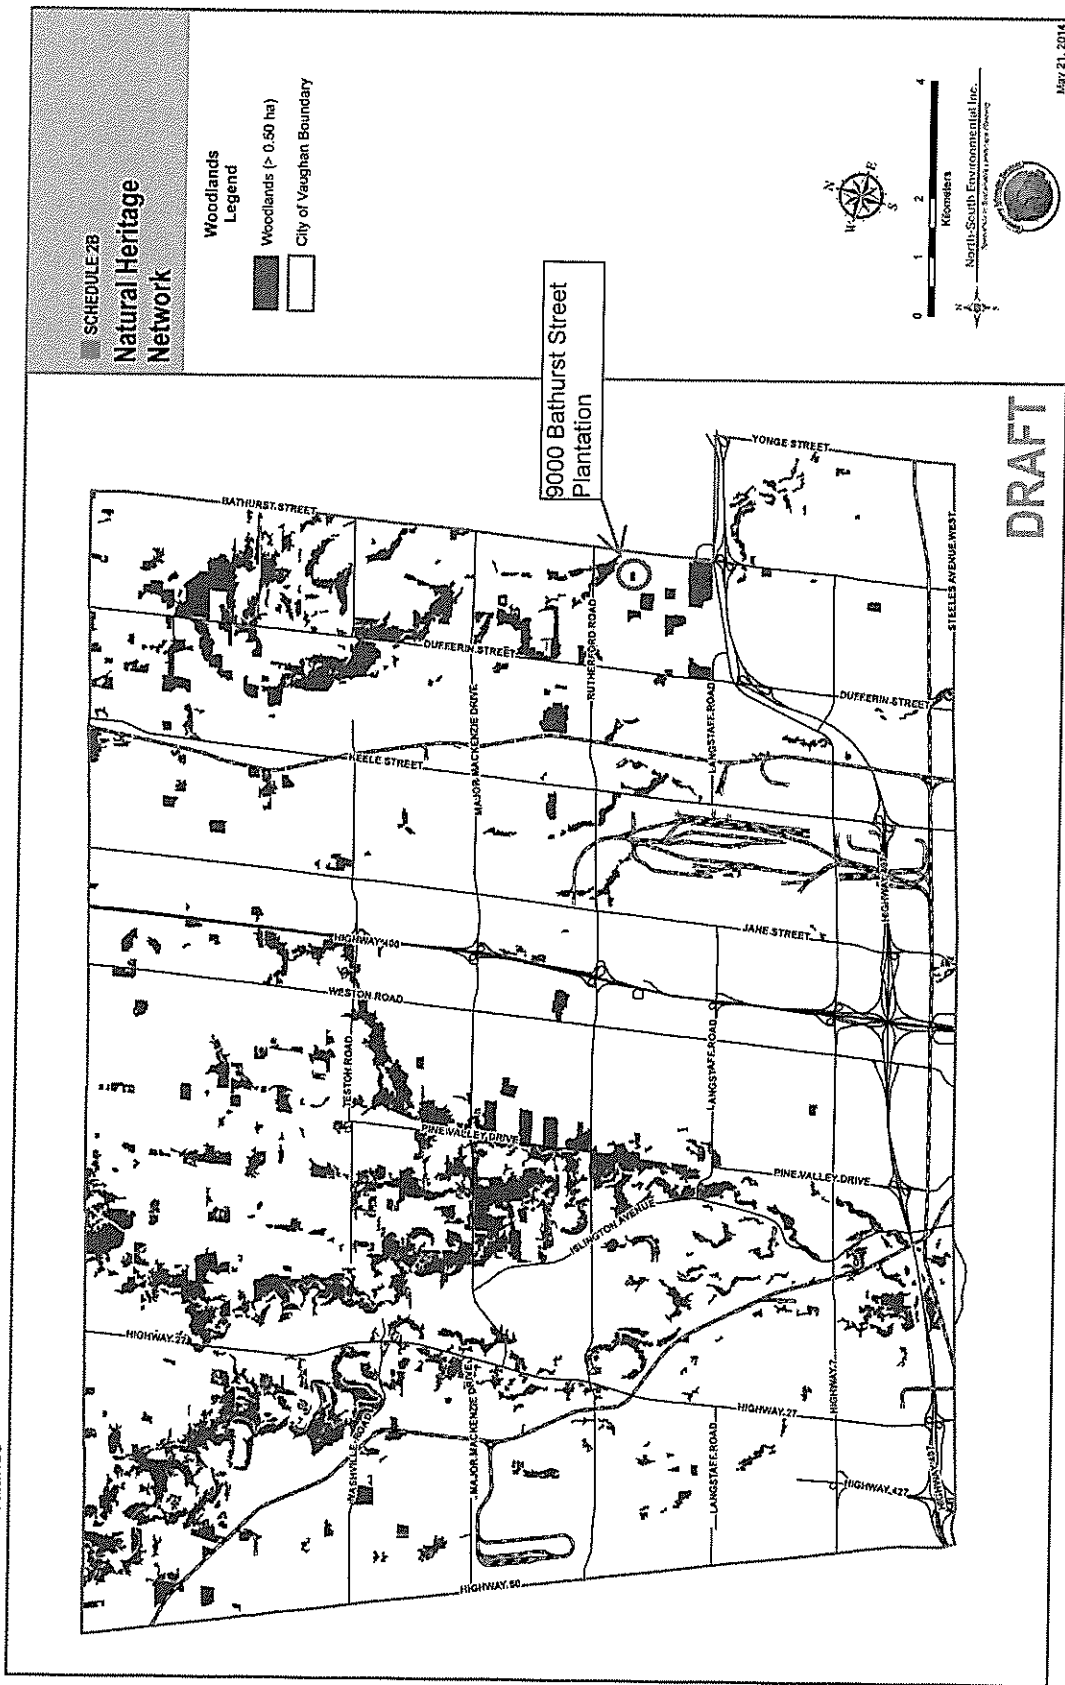 SCHEDULE 2B
Natural Heritage
Network
Woodlands
Legend
Woodlands (> 0.50 ha)
City of Vaughan Boundary
9000 Bathurst Street
Plantation
N
E
S
W
0
1
2
4
Kilometers
North-South Environmental Inc.
N
S
May 21, 2014
DRAFT
BATHURST STREET
YONGE STREET
DUFFERIN STREET
DUFFERIN STREET
KEELE STREET
MAJOR MACKENZIE DRIVE
RUTHERFORD ROAD
LANGSTAFF ROAD
STEELES AVENUE WEST
HIGHWAY 400
WESTON ROAD
JANE STREET
HIGHWAY 407
TESTON ROAD
LANGSTAFF ROAD
PINE VALLEY DRIVE
PINE VALLEY DRIVE
ISLINGTON AVENUE
HIGHWAY 27
HIGHWAY 27
HIGHWAY 7
NASHVILLE ROAD
MAJOR MACKENZIE DRIVE
LANGSTAFF ROAD
HIGHWAY 427
HIGHWAY 407
HIGHWAY 50